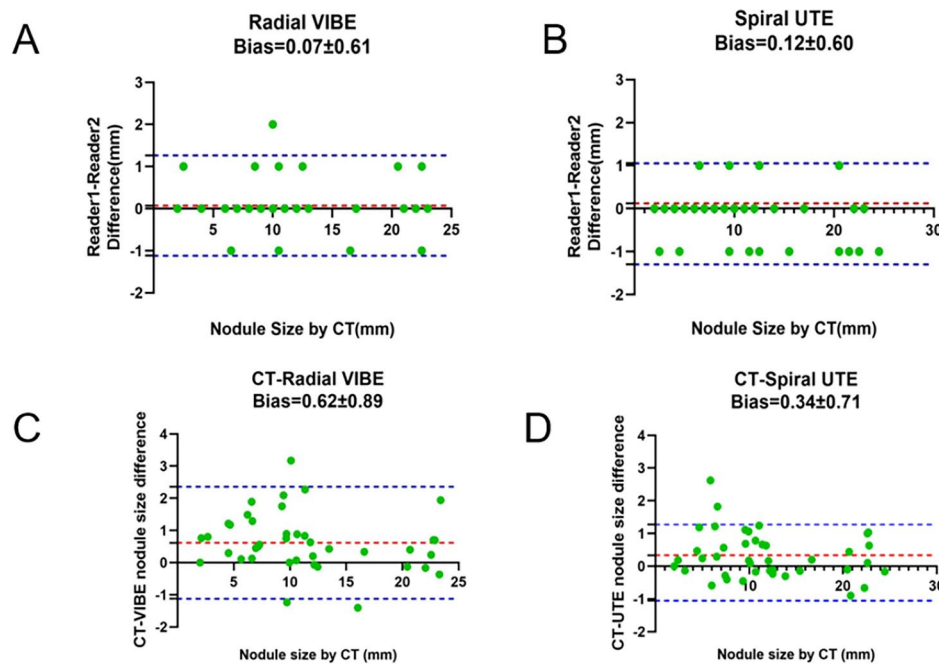 A
Radial VIBE
Bias=0.07±0.61
Reader1-Reader2
Difference(mm)
3
2
1
0
-1
-2
5
10
15
20
25
Nodule Size by CT(mm)
B
Spiral UTE
Bias=0.12±0.60
Reader1-Reader2
Difference(mm)
3
2
1
0
-1
-2
10
20
30
Nodule Size by CT(mm)
C
CT-Radial VIBE
Bias=0.62±0.89
CT-VIBE nodule size difference
4
3
2
1
0
-1
-2
5
10
15
20
25
Nodule size by CT (mm)
D
CT-Spiral UTE
Bias=0.34±0.71
CT-UTE nodule size difference
4
3
2
1
0
-1
-2
10
20
30
Nodule size by CT (mm)